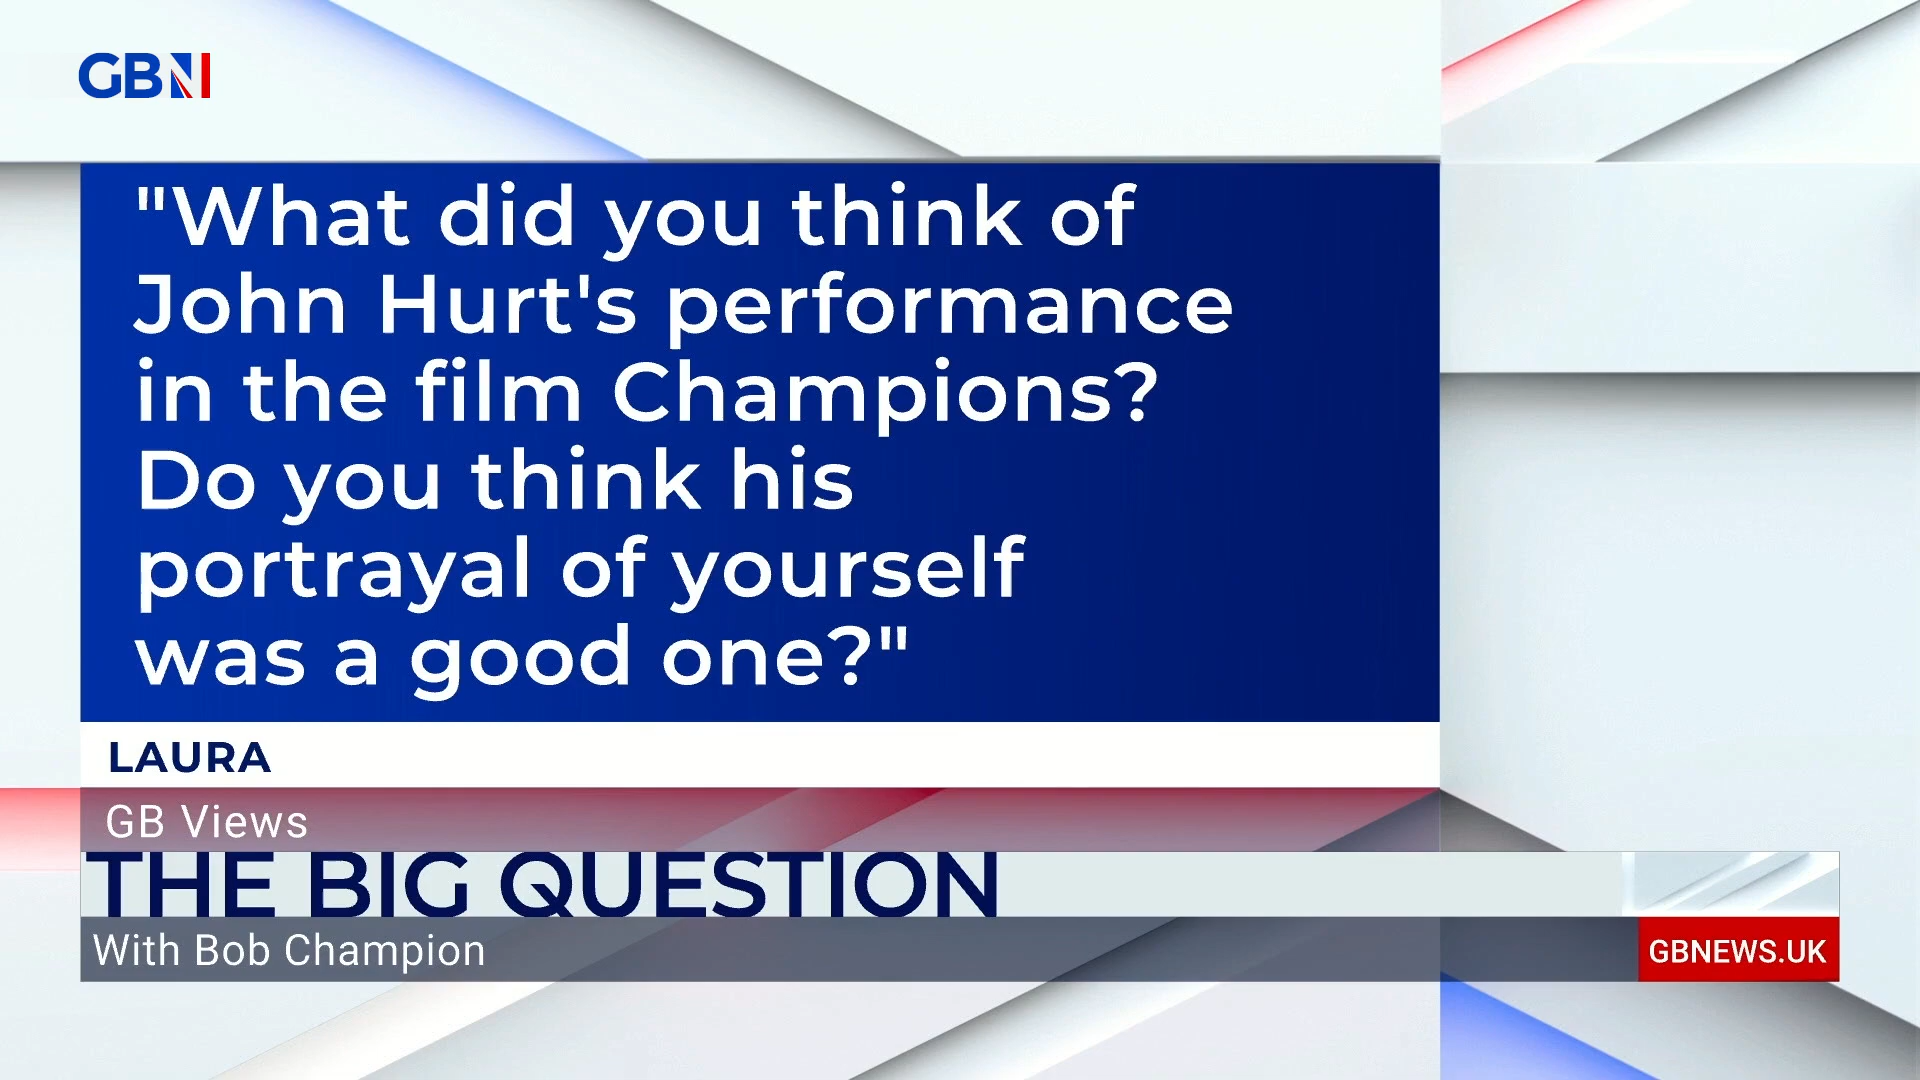 GBN
"What did you think of
John Hurt's performance
in the film Champions?
Do you think his
portrayal of yourself
was a good one?"
LAURA
GB Views
THE BIG QUESTION
With Bob Champion
GBNEWS.UK